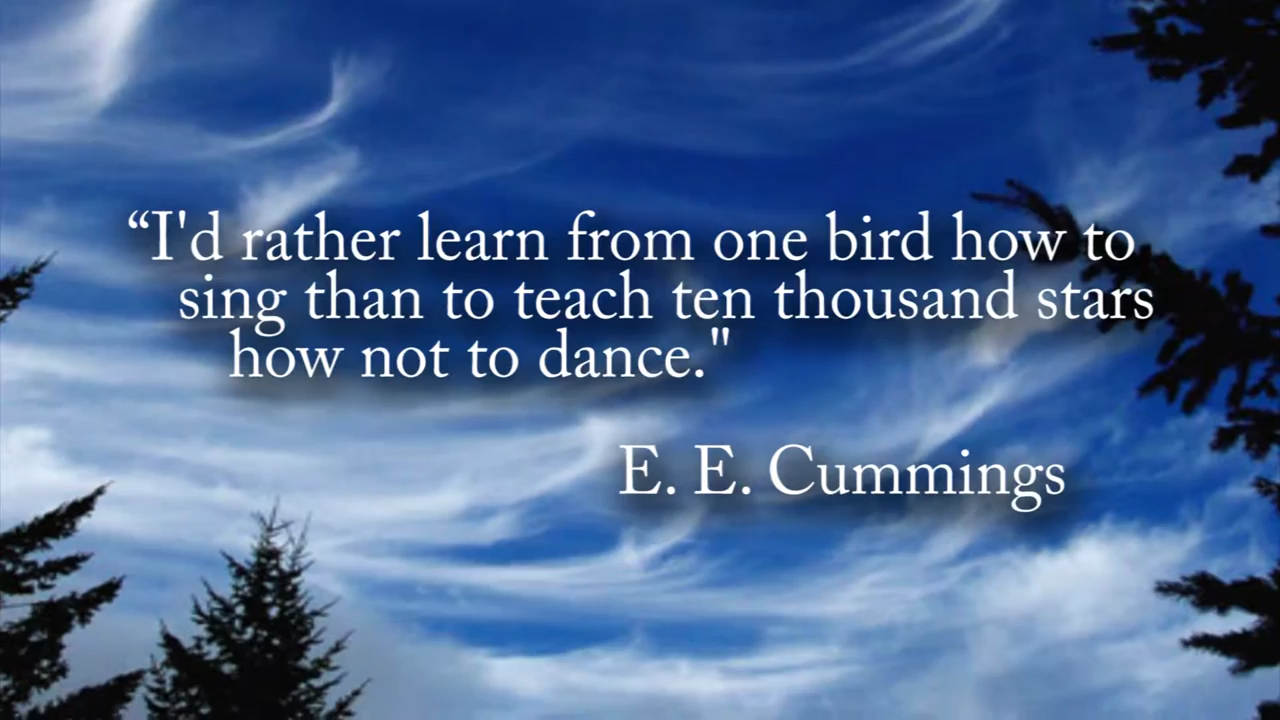 “I'd rather learn from one bird how to
sing than to teach ten thousand stars
how not to dance."
E. E. Cummings